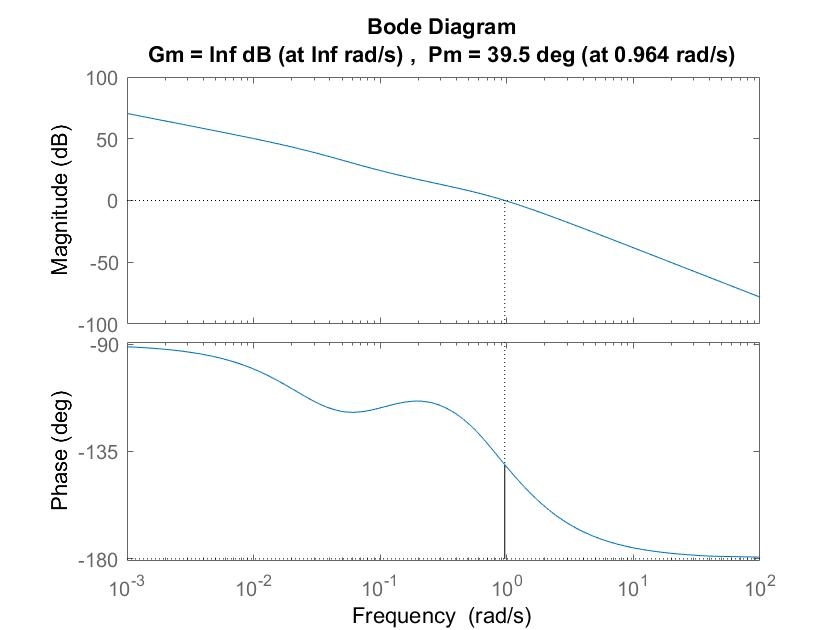 Bode Diagram
Gm = Inf dB (at Inf rad/s) ,  Pm = 39.5 deg (at 0.964 rad/s)
Magnitude (dB)
100
50
0
-50
-100
Phase (deg)
-90
-135
-180
10^-3 10^-2 10^-1 10^0 10^1 10^2
Frequency  (rad/s)